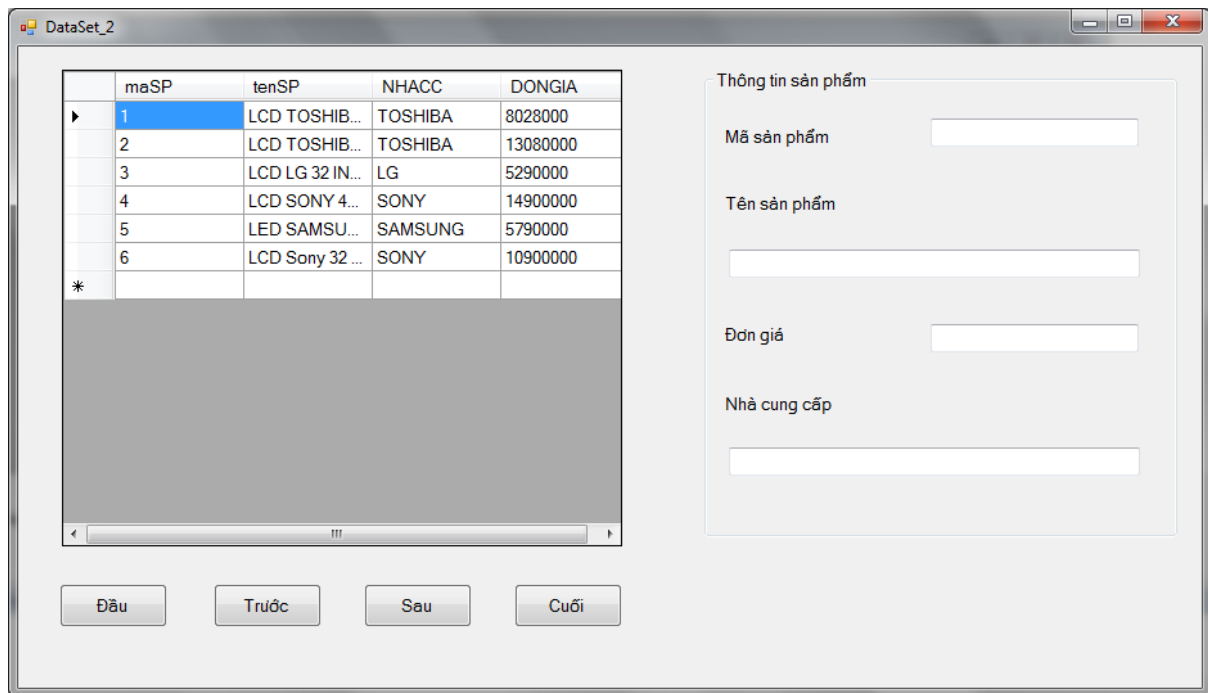 DataSet_2
maSP tenSP NHACC DONGIA
1 LCD TOSHIB... TOSHIBA 8028000
2 LCD TOSHIB... TOSHIBA 13080000
3 LCD LG 32 IN... LG 5290000
4 LCD SONY 4... SONY 14900000
5 LED SAMSU... SAMSUNG 5790000
6 LCD Sony 32 ... SONY 10900000
Thông tin sản phẩm
Mã sản phẩm
Tên sản phẩm
Đơn giá
Nhà cung cấp
Đầu Trước Sau Cuối